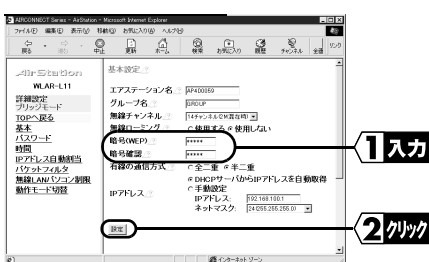 AIRCONNECT Series - AirStation - Microsoft Internet Explorer
ファイル(F) 編集(E) 表示(V) 移動(G) お気に入り(A) ヘルプ(H)
戻る 進む 中止 更新 ホーム 検索 お気に入り 履歴 チャンネル 全画 リンク
AirStation
WLAR-L11
詳細設定
ブリッジモード
TOPへ戻る
基本
パスワード
時間
IPアドレス自動割当
パケットフィルタ
無線LANパソコン制限
動作モード切替
基本設定
エアステーション名 AP400059
グループ名 GROUP
無線チャンネル 14チャンネル(2M混在時)
無線ローミング 使用する 使用しない
暗号(WEP) *****
暗号確認 *****
有線の通信方式 全二重 半二重
IPアドレス
DHCPサーバからIPアドレスを自動取得
手動設定
IPアドレス: 192.168.100.1
ネットマスク: 24(255.255.255.0)
設定
インターネット ゾーン
1 入力
2 クリック